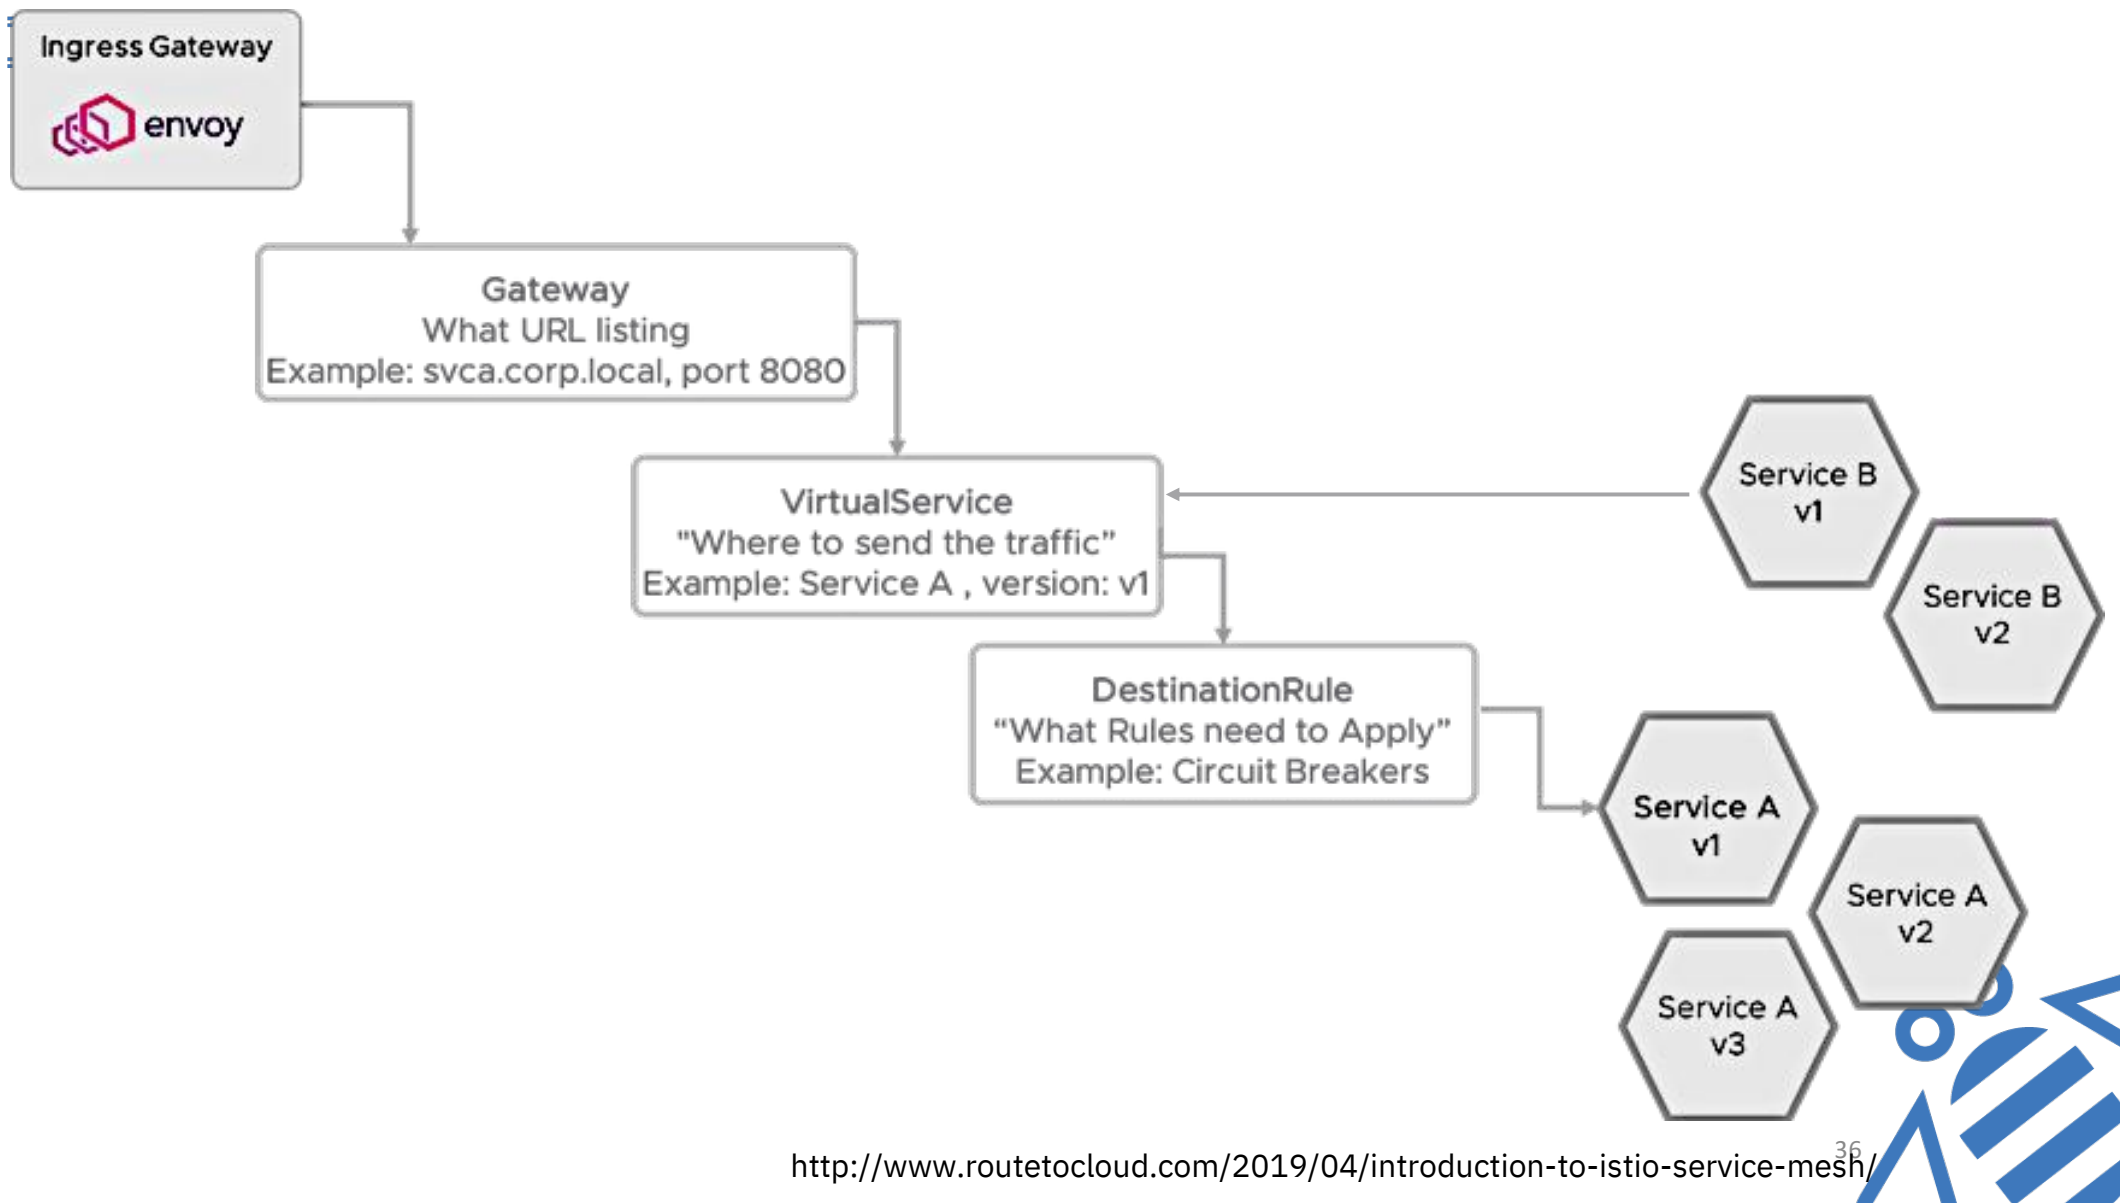 Ingress Gateway
envoy
Gateway
What URL listing
Example: svca.corp.local, port 8080
VirtualService
"Where to send the traffic”
Example: Service A , version: v1
DestinationRule
“What Rules need to Apply”
Example: Circuit Breakers
Service B
v1
Service B
v2
Service A
v1
Service A
v2
Service A
v3
36
http://www.routetocloud.com/2019/04/introduction-to-istio-service-mesh/